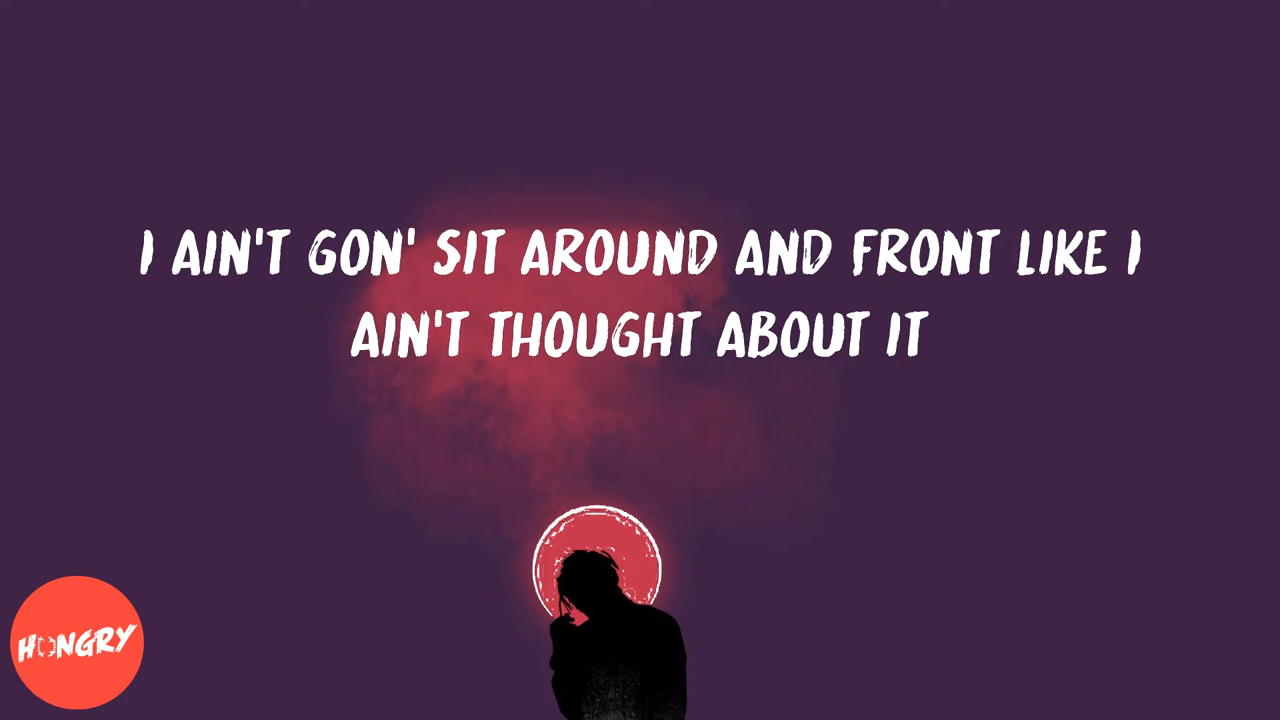 I AIN'T GON' SIT AROUND AND FRONT LIKE I
AIN'T THOUGHT ABOUT IT
HUNGRY